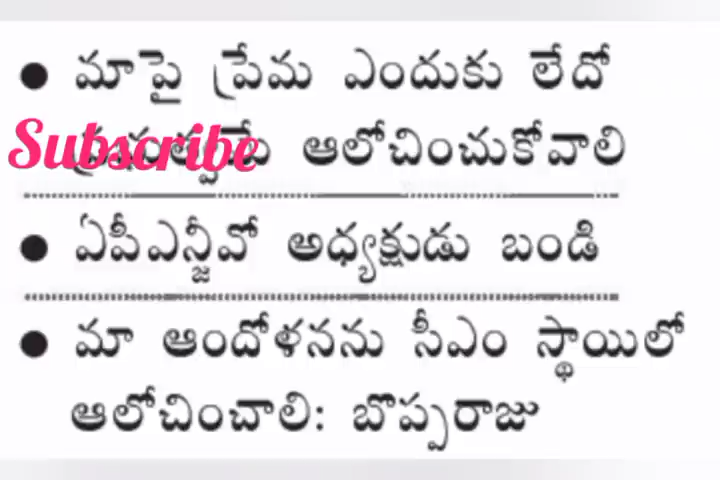 • మాపై ప్రేమ ఎందుకు లేదో
Subscribe ఆలోచించుకోవాలి
• ఏపీఎన్జీవో అధ్యక్షుడు బండి
• మా ఆందోళనను సీఎం స్థాయిలో
ఆలోచించాలి: బొప్పరాజు